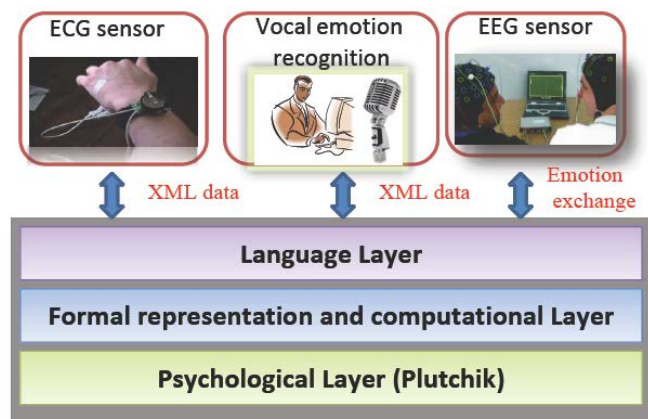 ECG sensor
Vocal emotion
recognition
EEG sensor
XML data
XML data
Emotion
exchange
Language Layer
Formal representation and computational Layer
Psychological Layer (Plutchik)